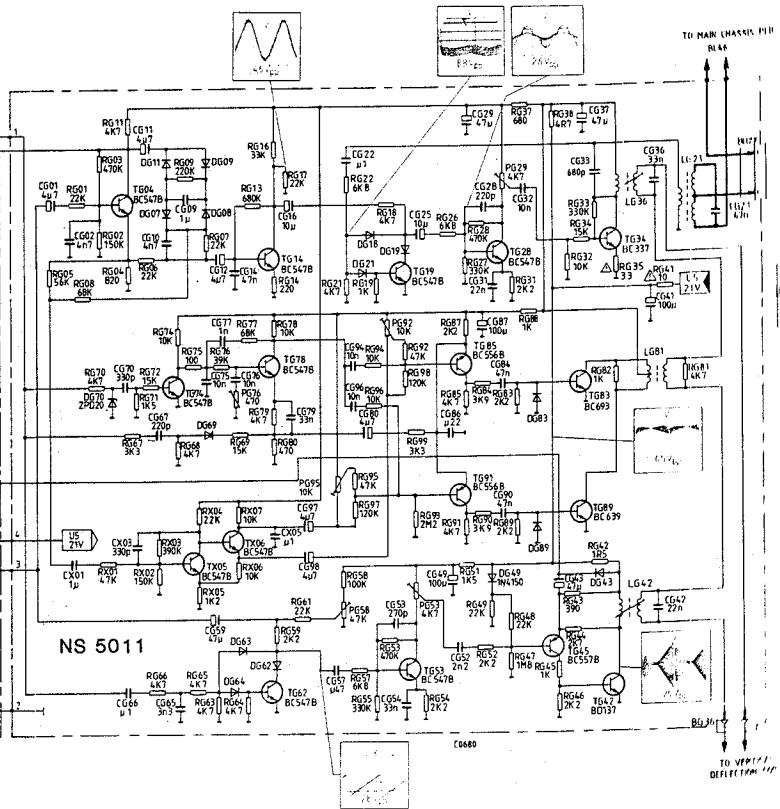 TO MAIN CHASSIS
BL46
RG11
4K7
CG11
4µ7
RG03
470K
DG11
RG09
220K
DG09
RG16
33K
RG17
22K
CG22
µ1
RG22
6K8
CG29
47µ
RG37
680
RG38
4R7
CG37
47µ
CG36
33n
LG21
1
CG01
4µ7
RG01
22K
TG04
BC547B
DG07
CG09
1µ
DG08
RG13
680K
CG16
10µ
RG18
4K7
CG25
10µ
RG26
6K8
CG28
220p
PG29
4K7
CG32
10n
CG33
680p
RG33
330K
LG36
CG02
4n7
RG02
150K
CG10
4n7
RG07
22K
DG18
DG19
RG28
470K
RG34
15K
TG34
BC337
RG05
56K
RG08
68K
RG04
820
RG06
22K
CG12
4µ7
CG14
47n
TG14
BC547B
RG14
220
DG21
RG21
4K7
RG19
1K
TG19
BC547B
RG27
330K
TG28
BC547B
CG31
22n
RG31
2K2
RG32
10K
RG35
33
RG41
10
U5
21V
CG41
100µ
RG74
10K
CG77
1n
RG77
68K
RG78
10K
PG92
10K
RG92
47K
RG87
2K2
CG87
100µ
RG88
1K
RG75
100
RG76
39K
TG78
BC547B
CG94
10n
RG94
10K
RG98
120K
TG85
BC556B
CG84
47n
RG82
1K
LG81
RG81
4K7
RG70
4K7
CG70
330p
RG72
15K
TG74
BC547B
CG75
10n
CG76
10n
PG76
470
CG96
10n
RG96
10K
RG85
4K7
RG84
3K9
RG83
2K2
TG83
BC693
DG70
ZPD20
RG71
1K5
CG67
220p
DG69
RG79
4K7
CG79
33n
CG80
4µ7
CG86
µ22
DG83
RG67
3K3
RG68
4K7
RG69
15K
RG80
470
RG99
3K3
PG95
10K
RG95
47K
TG91
BC556B
CG90
47n
TG89
BC639
RX04
22K
RX07
10K
CG97
4µ7
RG97
120K
RG93
2M2
RG91
4K7
RG90
3K9
RG89
2K2
DG89
4
U5
21V
CX03
330p
RX03
390K
TX06
BC547B
CX05
µ1
3
CX01
1µ
RX01
47K
RX02
150K
TX05
BC547B
RX06
10K
CG98
4µ7
RX05
1K2
RG58
100K
CG49
100µ
RG51
1K5
DG49
1N4150
RG42
1R5
CG43
47µ
DG43
LG42
RG61
22K
PG58
47K
CG53
270p
PG53
4K7
RG49
22K
RG48
22K
RG43
390
CG42
22n
CG59
47µ
RG59
2K2
RG53
470K
NS 5011
DG63
DG62
CG52
2n2
RG52
2K2
RG47
1M8
RG44
2K7
TG45
BC557B
RG66
4K7
RG65
4K7
DG64
TG62
BC547B
CG57
µ47
RG57
6K8
TG53
BC547B
RG45
1K
CG66
µ1
CG65
3n3
RG63
4K7
RG64
4K7
RG55
330K
CG54
33n
RG54
2K2
RG46
2K2
TG42
BD137
2
BG36
TO
DEFLECTION